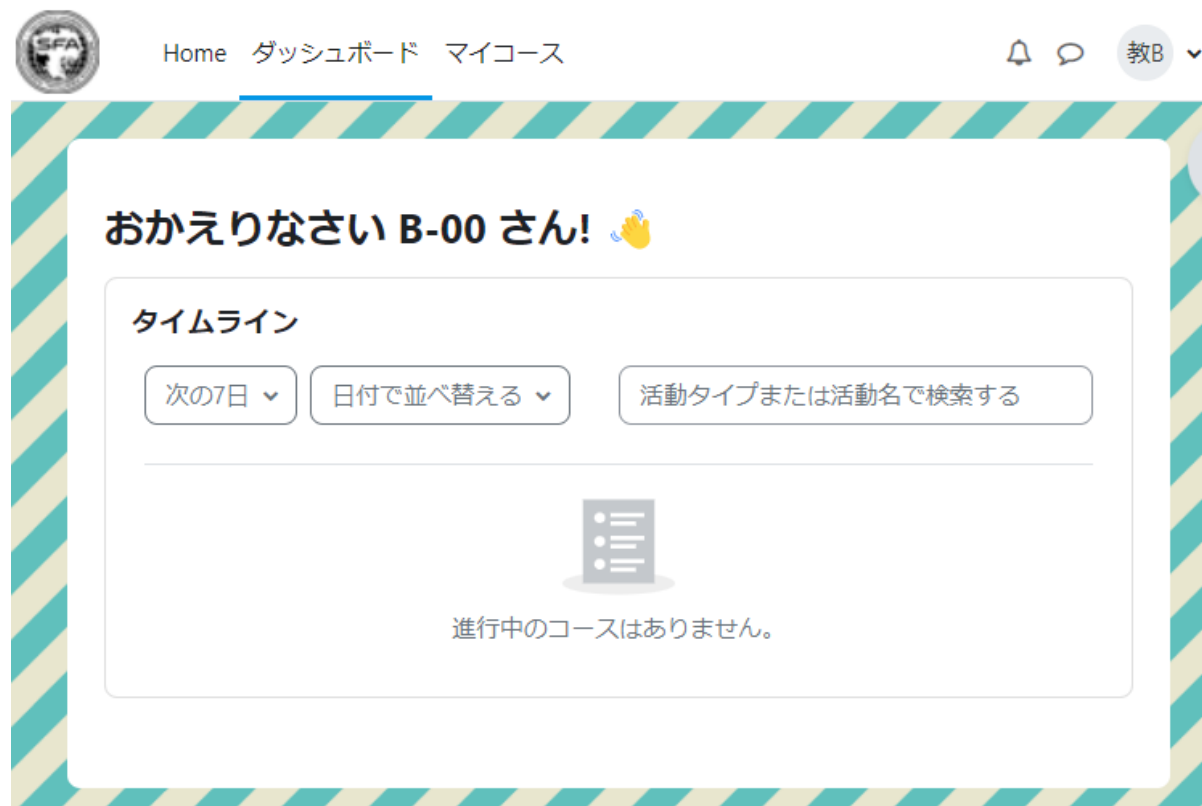 SFA
Home ダッシュボード マイコース 教B
おかえりなさい B-00 さん! 👋
タイムライン
次の7日 日付で並べ替える 活動タイプまたは活動名で検索する
進行中のコースはありません。